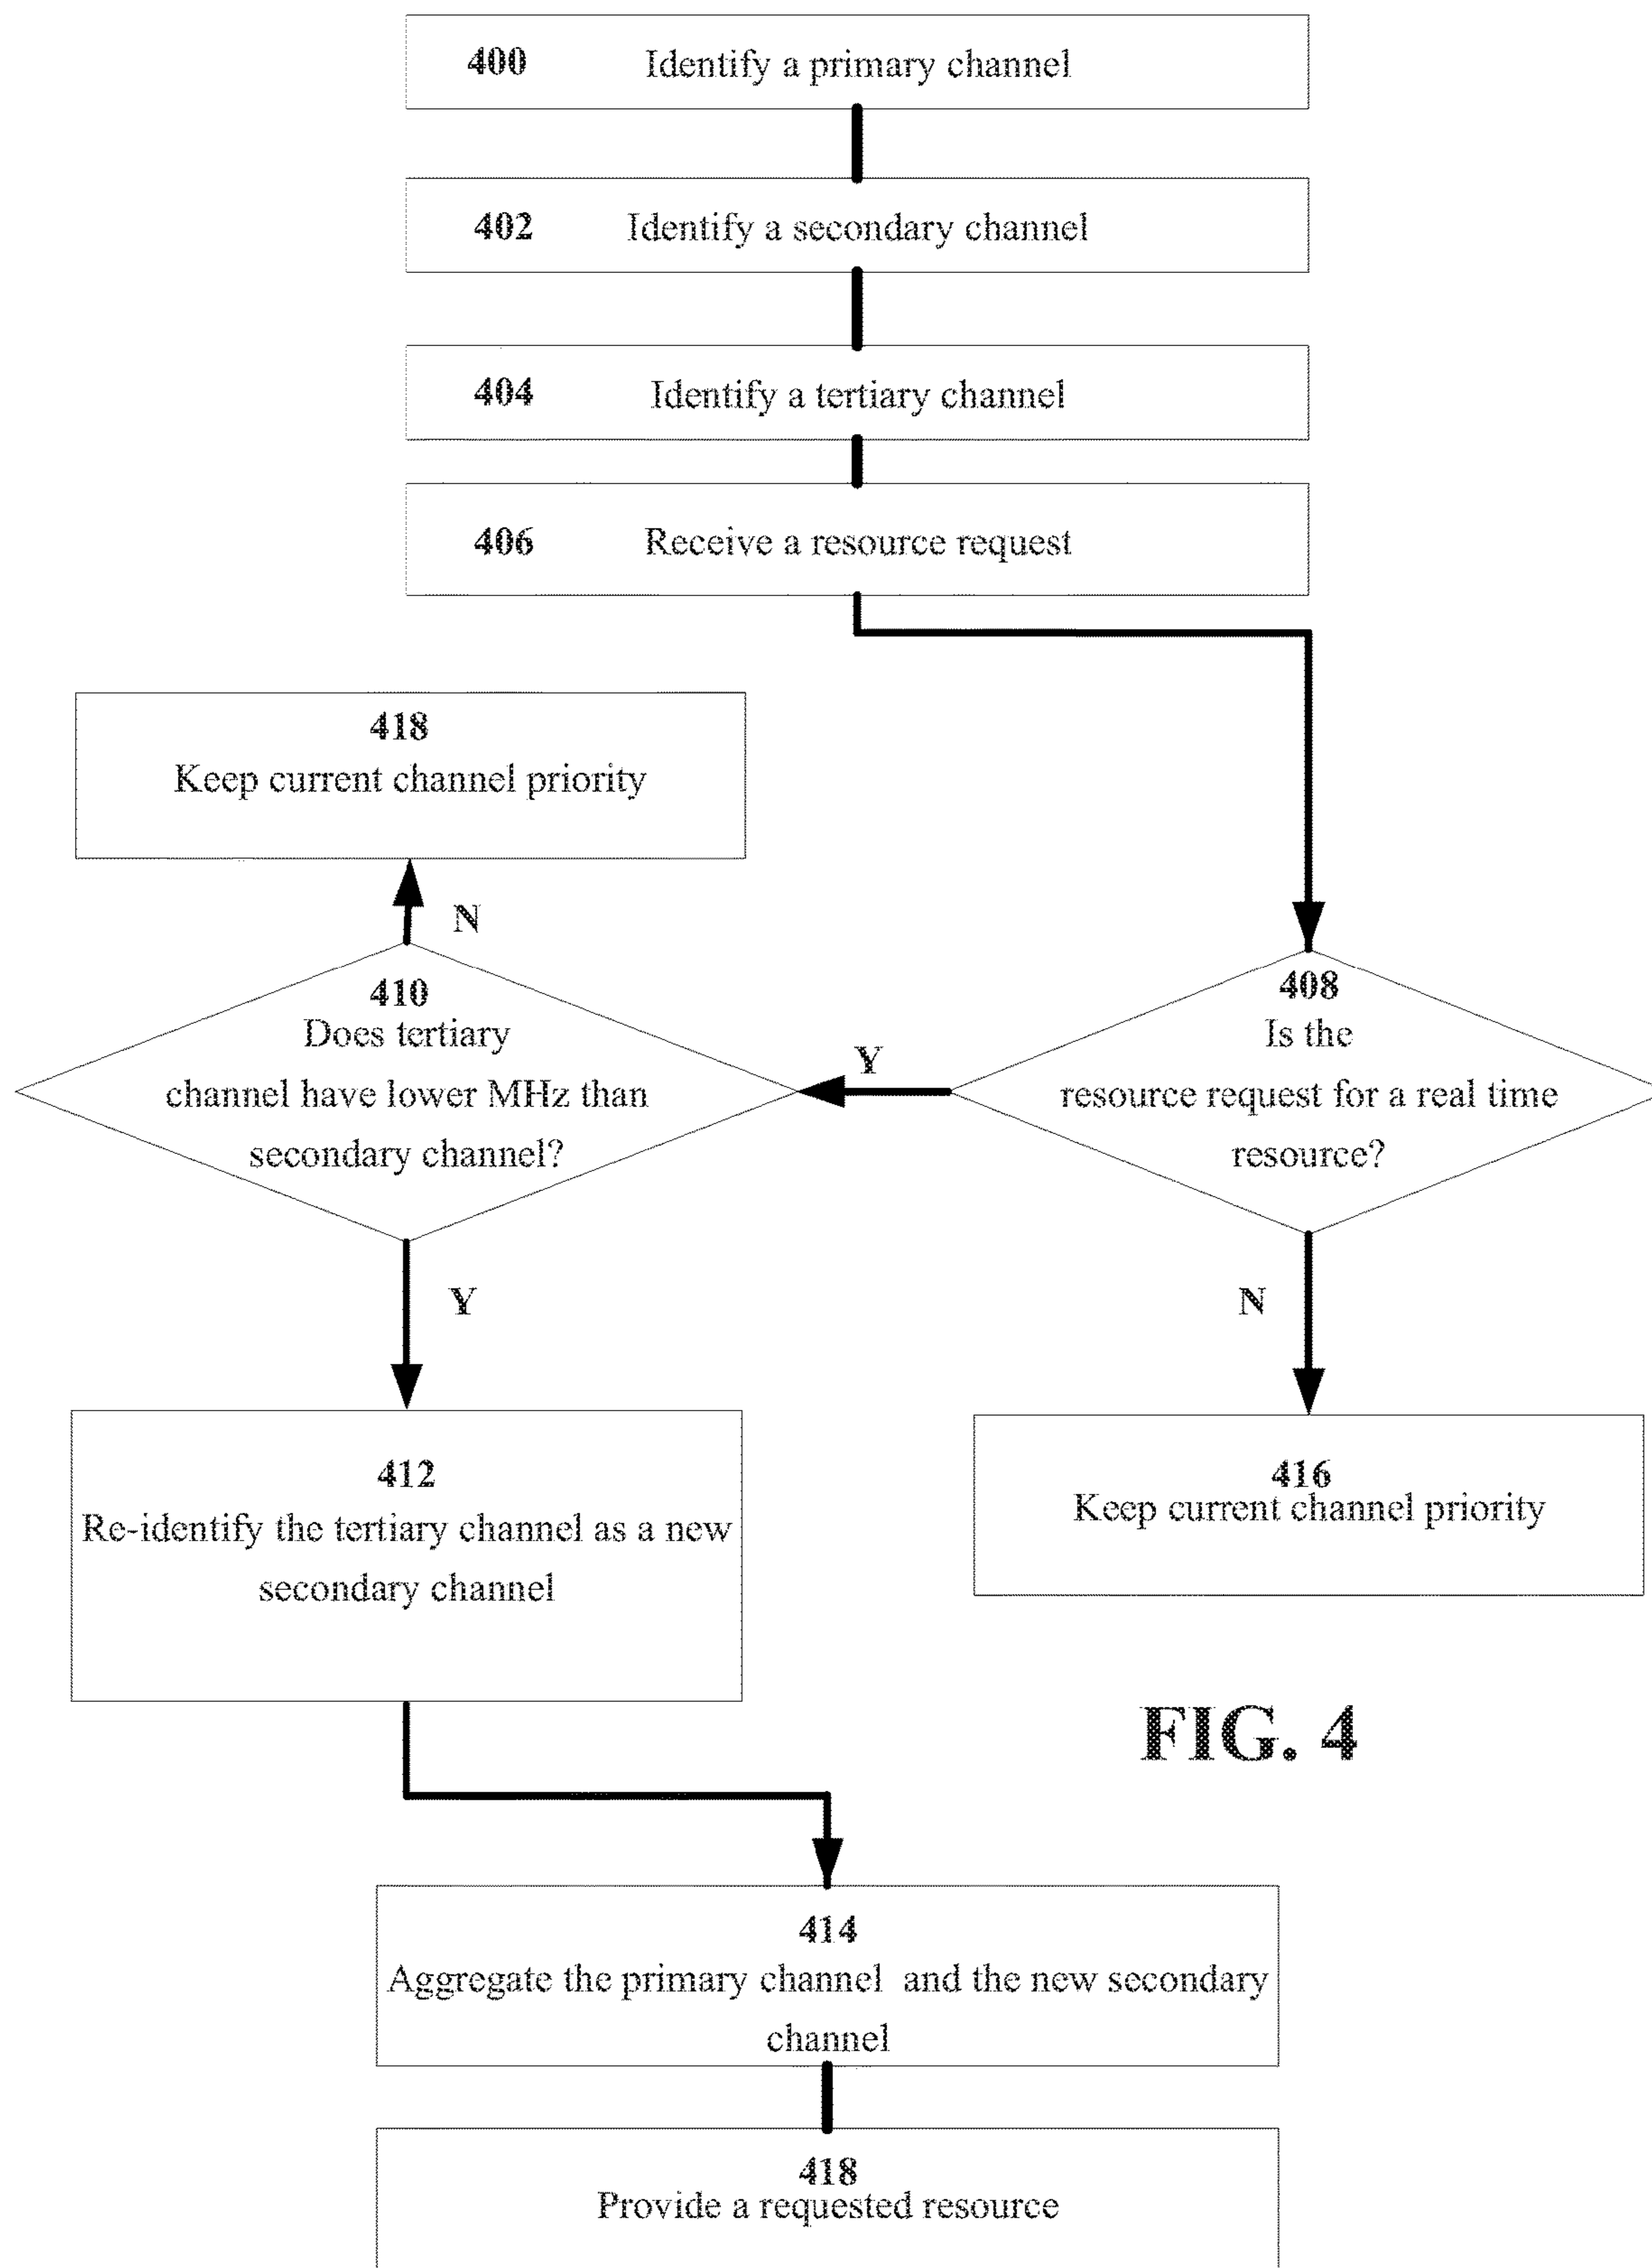 400 Identify a primary channel
402 Identify a secondary channel
404 Identify a tertiary channel
406 Receive a resource request
418
Keep current channel priority
N
410
Does tertiary
channel have lower MHz than
secondary channel?
Y
408
Is the
resource request for a real time
resource?
Y
N
412
Re-identify the tertiary channel as a new
secondary channel
416
Keep current channel priority
FIG. 4
414
Aggregate the primary channel and the new secondary
channel
418
Provide a requested resource